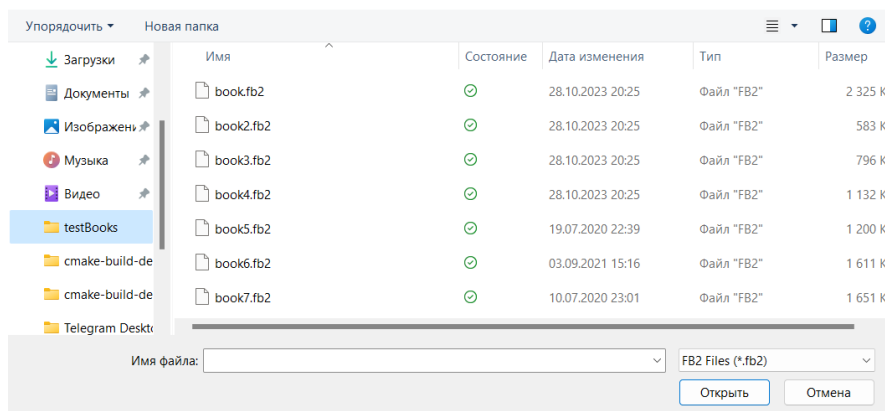 Упорядочить Новая папка
Имя Состояние Дата изменения Тип Размер
Загрузки
Документы
Изображени
Музыка
Видео
testBooks
cmake-build-de
cmake-build-de
Telegram Deskto
book.fb2 28.10.2023 20:25 Файл "FB2" 2 325 К
book2.fb2 28.10.2023 20:25 Файл "FB2" 583 К
book3.fb2 28.10.2023 20:25 Файл "FB2" 796 К
book4.fb2 28.10.2023 20:25 Файл "FB2" 1 132 К
book5.fb2 19.07.2020 22:39 Файл "FB2" 1 200 К
book6.fb2 03.09.2021 15:16 Файл "FB2" 1 611 К
book7.fb2 10.07.2020 23:01 Файл "FB2" 1 651 К
Имя файла: FB2 Files (*.fb2)
Открыть Отмена